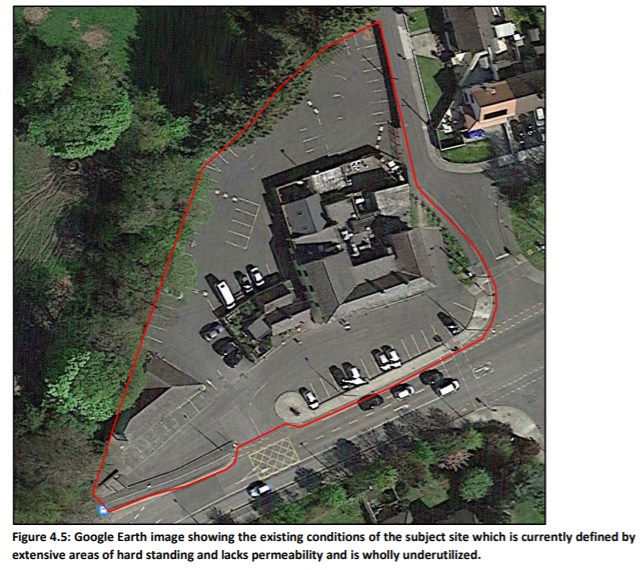 Figure 4.5: Google Earth image showing the existing conditions of the subject site which is currently defined by
extensive areas of hard standing and lacks permeability and is wholly underutilized.